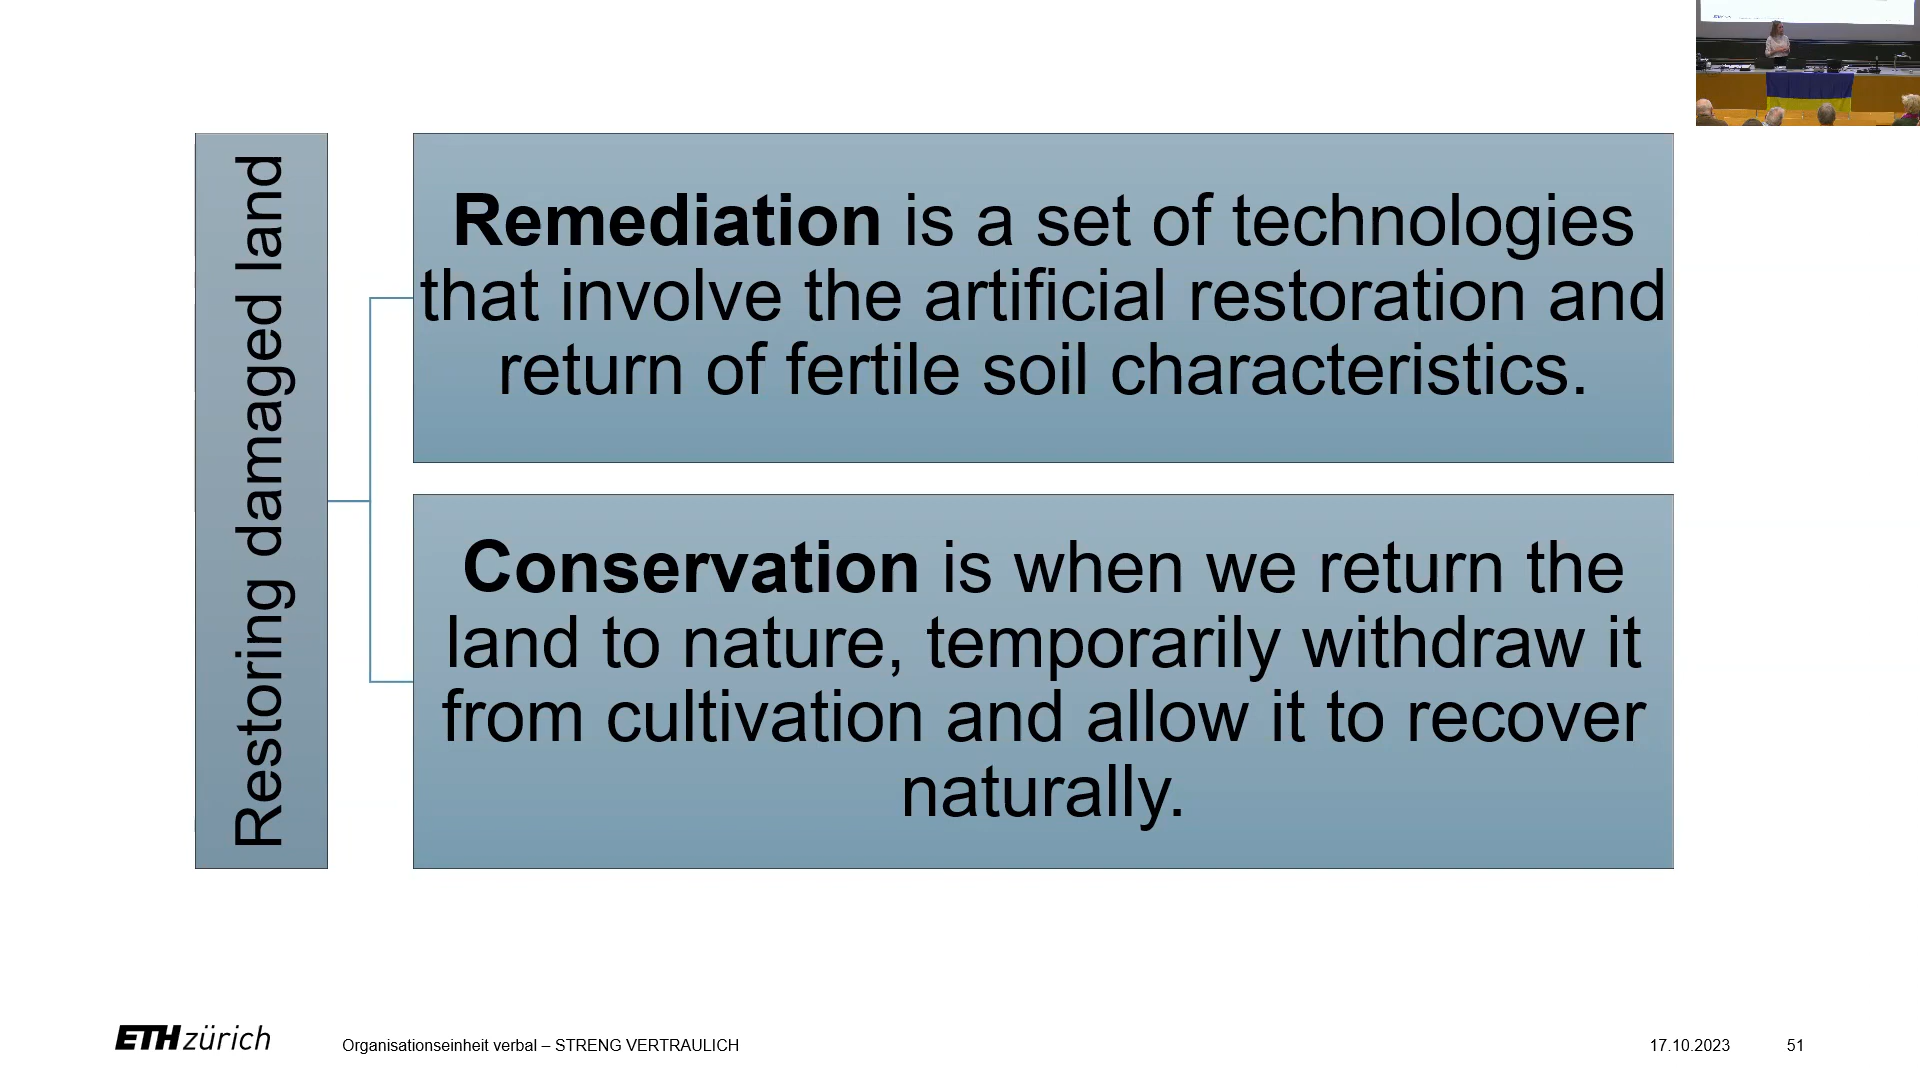 Restoring damaged land
Remediation is a set of technologies
that involve the artificial restoration and
return of fertile soil characteristics.
Conservation is when we return the
land to nature, temporarily withdraw it
from cultivation and allow it to recover
naturally.
ETH zürich
Organisationseinheit verbal – STRENG VERTRAULICH
17.10.2023
51